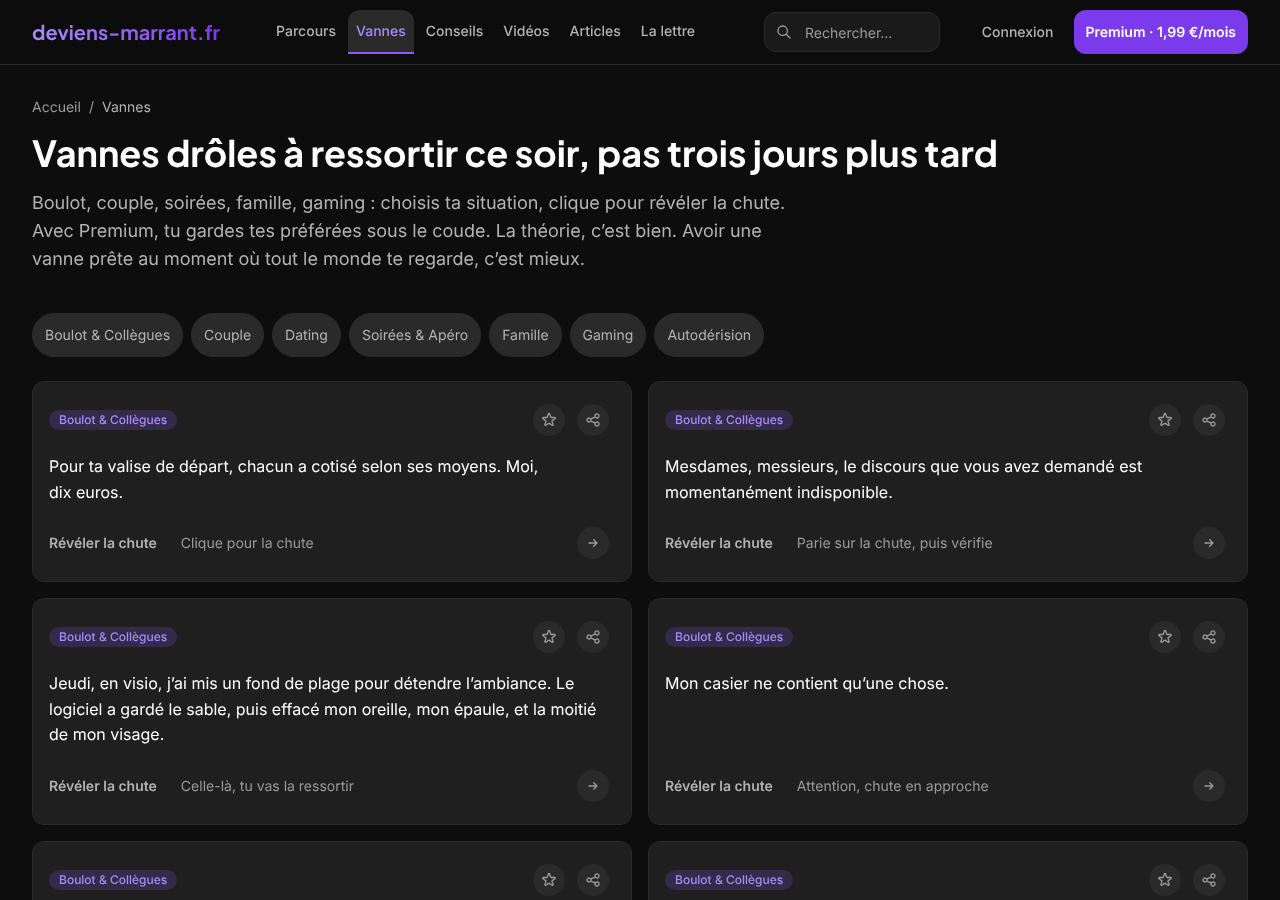 deviens-marrant.fr
Parcours
Vannes
Conseils
Vidéos
Articles
La lettre
Rechercher…
Connexion
Premium · 1,99 €/mois
Accueil / Vannes
Vannes drôles à ressortir ce soir, pas trois jours plus tard
Boulot, couple, soirées, famille, gaming : choisis ta situation, clique pour révéler la chute.
Avec Premium, tu gardes tes préférées sous le coude. La théorie, c’est bien. Avoir une
vanne prête au moment où tout le monde te regarde, c’est mieux.
Boulot & Collègues
Couple
Dating
Soirées & Apéro
Famille
Gaming
Autodérision
Boulot & Collègues
Pour ta valise de départ, chacun a cotisé selon ses moyens. Moi,
dix euros.
Révéler la chute
Clique pour la chute
Boulot & Collègues
Mesdames, messieurs, le discours que vous avez demandé est
momentanément indisponible.
Révéler la chute
Parie sur la chute, puis vérifie
Boulot & Collègues
Jeudi, en visio, j’ai mis un fond de plage pour détendre l’ambiance. Le
logiciel a gardé le sable, puis effacé mon oreille, mon épaule, et la moitié
de mon visage.
Révéler la chute
Celle-là, tu vas la ressortir
Boulot & Collègues
Mon casier ne contient qu’une chose.
Révéler la chute
Attention, chute en approche
Boulot & Collègues
Boulot & Collègues